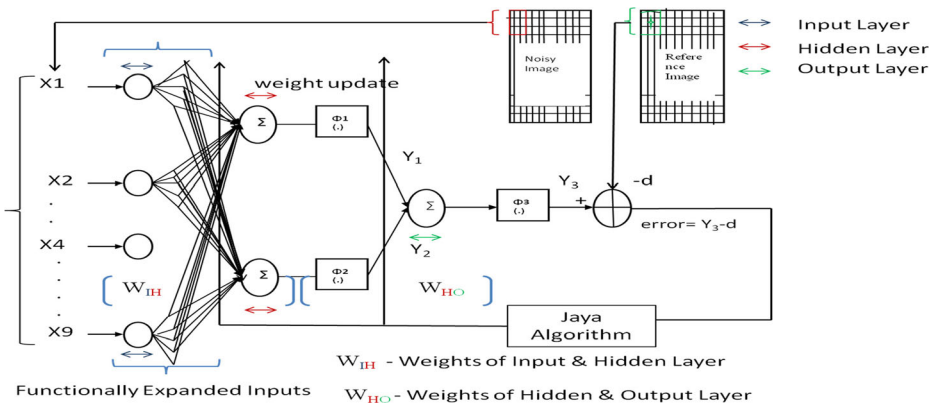 Input Layer
Hidden Layer
Output Layer
Noisy
Image
Refere
nce
Image
X1
weight update
Σ
Φ1
(.)
Y1
X2
Σ
Φ3
(.)
Y3
+
-d
error= Y3-d
X4
Y2
Σ
Φ2
(.)
WIH
WHO
X9
Jaya
Algorithm
WIH - Weights of Input & Hidden Layer
Functionally Expanded Inputs
WHO - Weights of Hidden & Output Layer